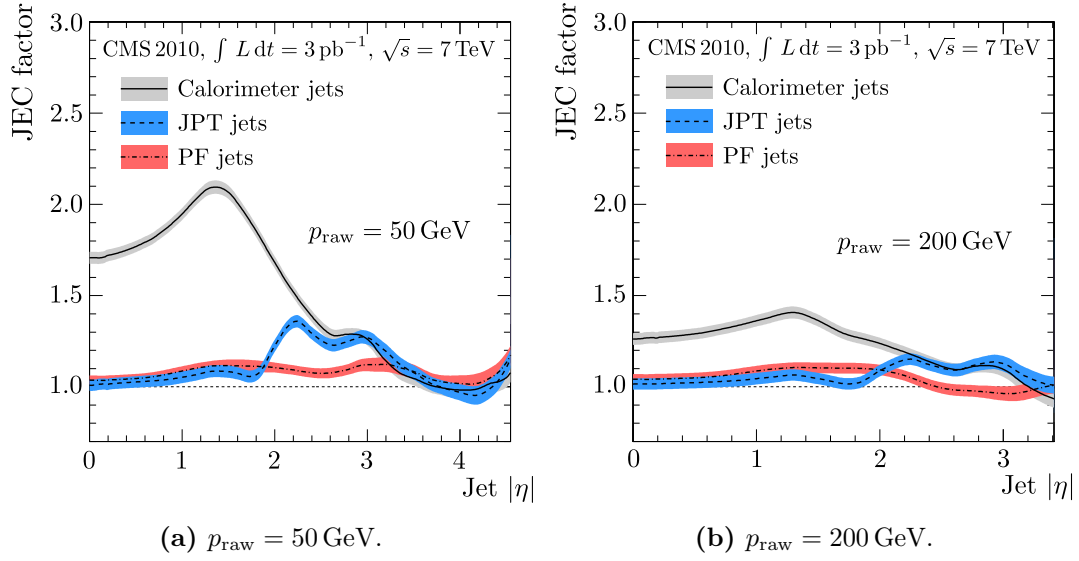 JEC factor
3.0
2.5
2.0
1.5
1.0
CMS 2010, ∫ L dt = 3 pb⁻¹, √s = 7 TeV
Calorimeter jets
JPT jets
PF jets
p_raw = 50 GeV
0 1 2 3 4
Jet |η|
(a) p_raw = 50 GeV.
JEC factor
3.0
2.5
2.0
1.5
1.0
CMS 2010, ∫ L dt = 3 pb⁻¹, √s = 7 TeV
Calorimeter jets
JPT jets
PF jets
p_raw = 200 GeV
0 1 2 3
Jet |η|
(b) p_raw = 200 GeV.